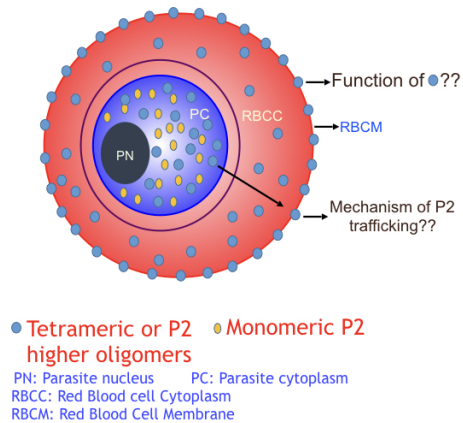 Function of ??
PC
RBCC
RBCM
PN
Mechanism of P2
trafficking??
Tetrameric or P2
higher oligomers
Monomeric P2
PN: Parasite nucleus
PC: Parasite cytoplasm
RBCC: Red Blood cell Cytoplasm
RBCM: Red Blood Cell Membrane